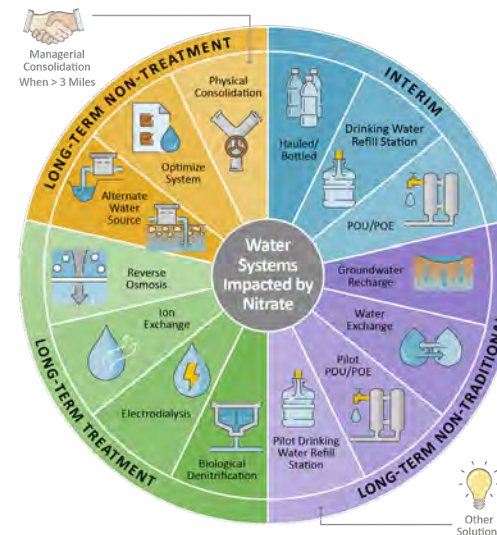 Managerial
Consolidation
When > 3 Miles
LONG-TERM NON-TREATMENT
Physical
Consolidation
Optimize
System
Alternate
Water
Source
INTERIM
Hauled/
Bottled
Drinking Water
Refill Station
POU/POE
Water
Systems
Impacted by
Nitrate
LONG-TERM NON-TRADITIONAL
Groundwater
Recharge
Water
Exchange
Pilot
POU/POE
Pilot Drinking
Water Refill
Station
LONG-TERM TREATMENT
Reverse
Osmosis
Ion
Exchange
Electrodialysis
Biological
Denitrification
Other